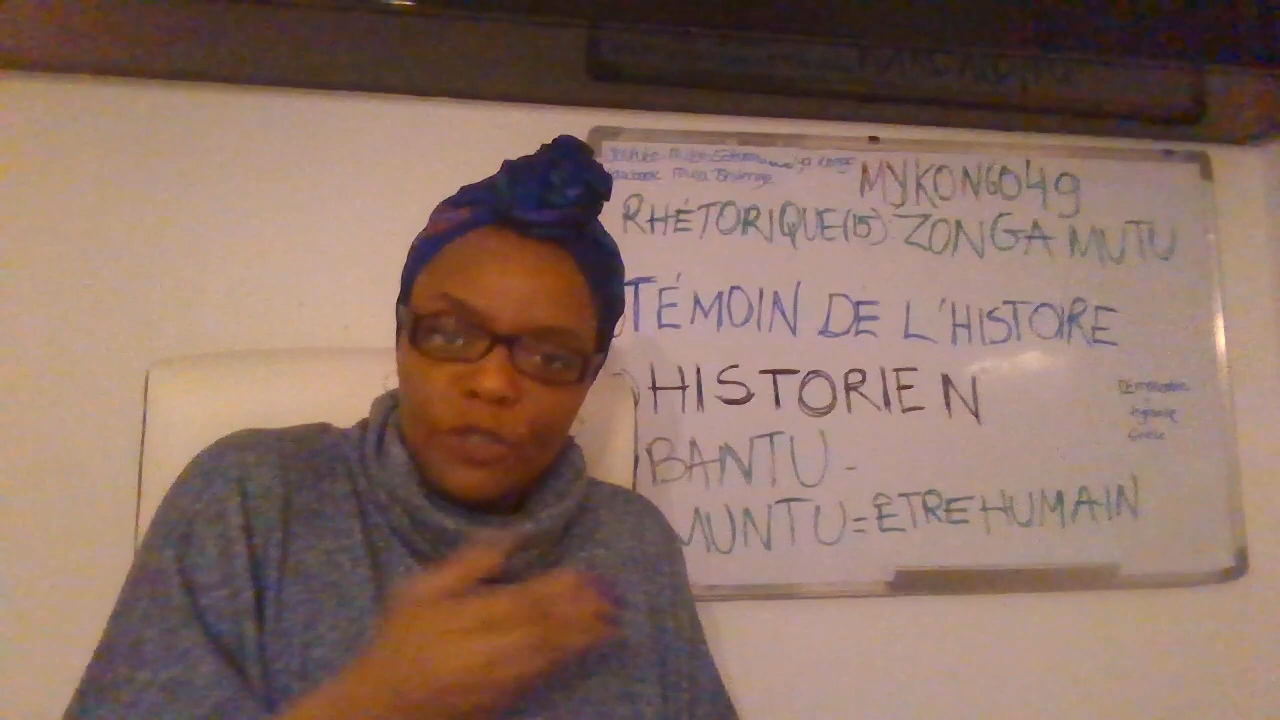 MYKONGO49
RHÉTORIQUE(15) ZONGA MUTU
TÉMOIN DE L'HISTOIRE
HISTORIEN
BANTU -
MUNTU=ÊTRE HUMAIN